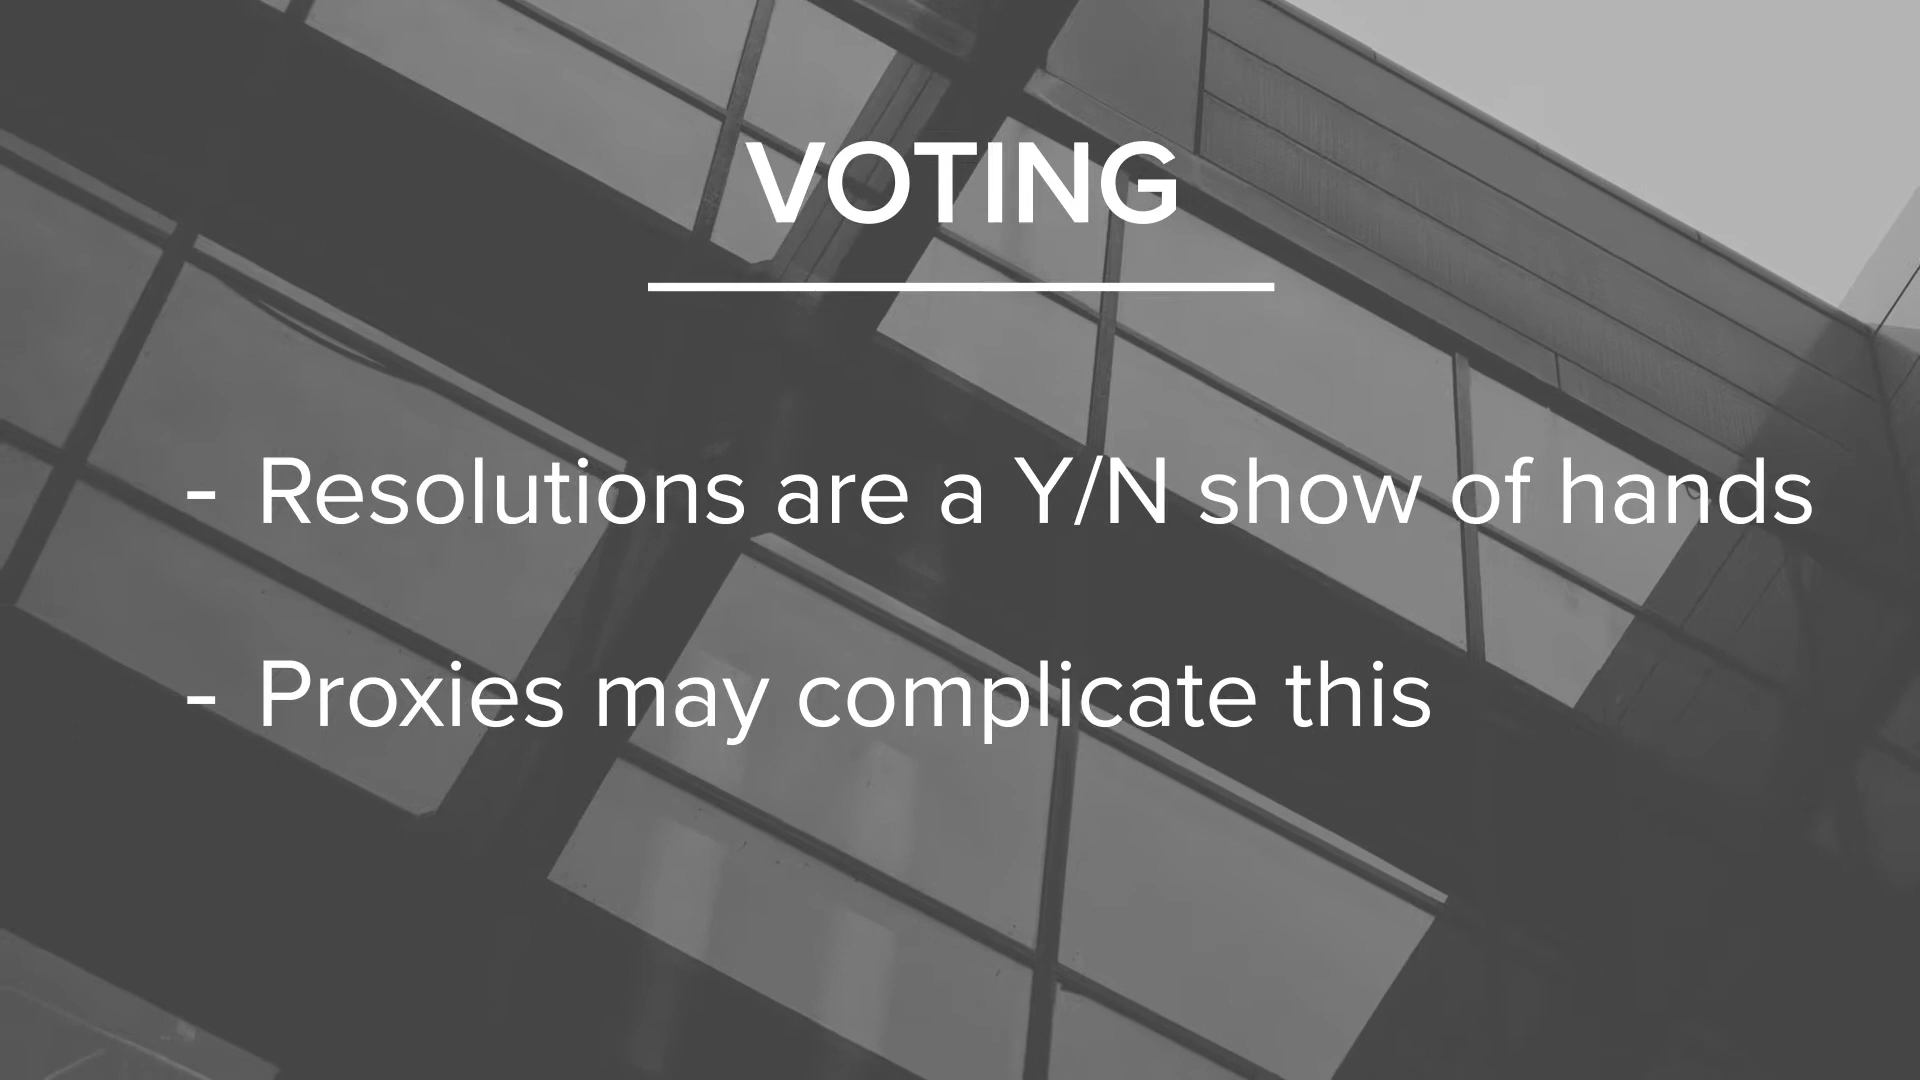 VOTING
- Resolutions are a Y/N show of hands
- Proxies may complicate this